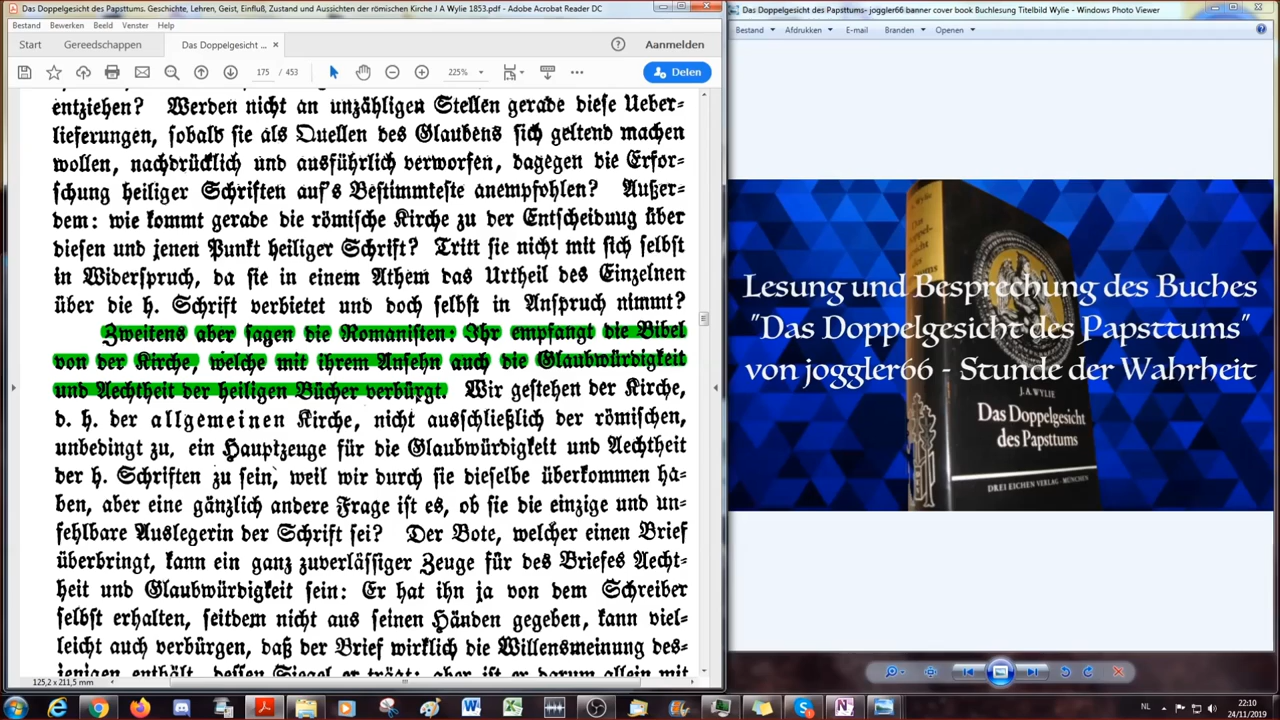 Das Doppelgesicht des Papsttums. Geschichte, Lehren, Geist, Einfluß, Zustand und Aussichten der römischen Kirche J A Wylie 1853.pdf - Adobe Acrobat Reader DC
Bestand Bewerken Beeld Venster Help
Start Gereedschappen Das Doppelgesicht ... × Aanmelden
175 / 453 225% Delen
entziehen? Werden nicht an unzähligen Stellen gerade diese Ueber-
lieferungen, sobald sie als Quellen des Glaubens sich geltend machen
wollen, nachdrücklich und ausführlich verworfen, dagegen die Erfor-
schung heiliger Schriften auf's Bestimmteste anempfohlen? Außer-
dem: wie kommt gerade die römische Kirche zu der Entscheiduug über
diesen und jenen Punkt heiliger Schrift? Tritt sie nicht mit sich selbst
in Widerspruch, da sie in einem Athem das Urtheil des Einzelnen
über die h. Schrift verbietet und doch selbst in Anspruch nimmt?
Zweitens aber sagen die Romanisten: Ihr empfangt die Bibel
von der Kirche, welche mit ihrem Ansehn auch die Glaubwürdigkeit
und Aechtheit der heiligen Bücher verbürgt. Wir gestehen der Kirche,
d. h. der allgemeinen Kirche, nicht ausschließlich der römischen,
unbedingt zu, ein Hauptzeuge für die Glaubwürdigkeit und Aechtheit
der h. Schriften zu sein, weil wir durch sie dieselbe überkommen ha-
ben, aber eine gänzlich andere Frage ist es, ob sie die einzige und un-
fehlbare Auslegerin der Schrift sei? Der Bote, welcher einen Brief
überbringt, kann ein ganz zuverlässiger Zeuge für des Briefes Aecht-
heit und Glaubwürdigkeit sein: Er hat ihn ja von dem Schreiber
selbst erhalten, seitdem nicht aus seinen Händen gegeben, kann viel-
leicht auch verbürgen, daß der Brief wirklich die Willensmeinung des-
jenigen enthält, dessen Siegel er trägt; aber ist er darum allein mit
125,2 x 211,5 mm
Das Doppelgesicht des Papsttums- joggler66 banner cover book Buchlesung Titelbild Wylie - Windows Photo Viewer
Bestand Afdrukken E-mail Branden Openen
Lesung und Besprechung des Buches
"Das Doppelgesicht des Papsttums"
von joggler66 - Stunde der Wahrheit
J.A.WYLIE
Das Doppelgesicht
des Papsttums
DREI EICHEN VERLAG · MÜNCHEN
NL 22:10
24/11/2019